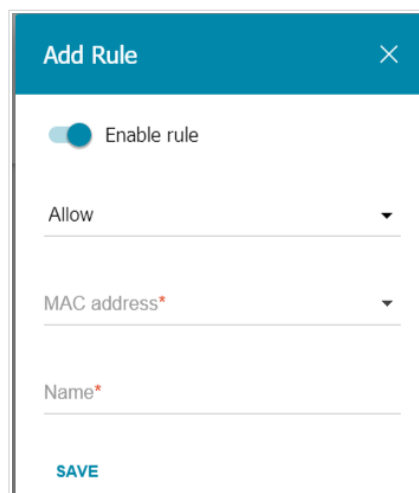 Add Rule
Enable rule
Allow
MAC address*
Name*
SAVE